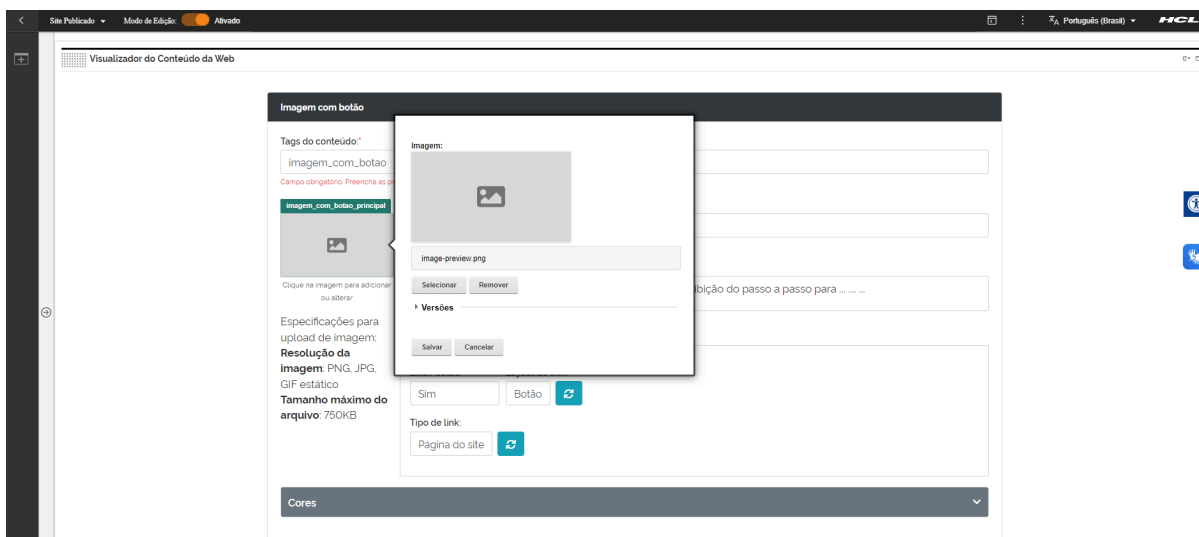 Site Publicado
Modo de Edição:
Ativado
Português (Brasil)
HCL
Visualizador do Conteúdo da Web
Imagem com botão
Tags do conteúdo:*
imagem_com_botao
Campo obrigatório. Preencha as
imagem_com_botao_principal
Clique na imagem para adicionar
ou alterar
Especificações para
upload de imagem:
Resolução da
imagem: PNG, JPG,
GIF estático
Tamanho máximo do
arquivo: 750KB
Imagem:
image-preview.png
Selecionar
Remover
Versões
Salvar
Cancelar
ibição do passo a passo para ... .... ...
Sim
Botão
Tipo de link:
Página do site
Cores